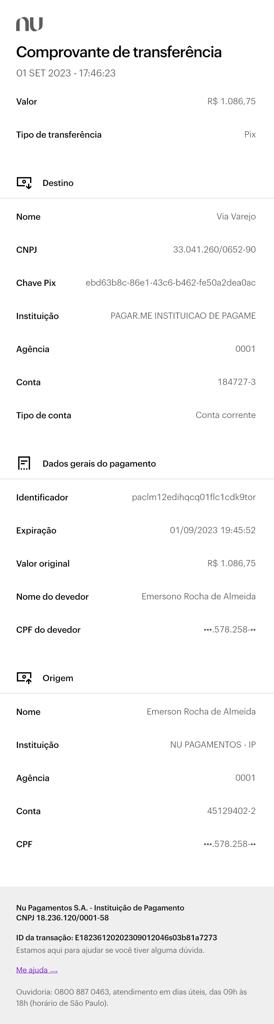 nu
Comprovante de transferência
01 SET 2023 - 17:46:23
Valor R$ 1.086,75
Tipo de transferência Pix
Destino
Nome Via Varejo
CNPJ 33.041.260/0652-90
Chave Pix ebd63b8c-86e1-43c6-b462-fe50a2dea0ac
Instituição PAGAR.ME INSTITUICAO DE PAGAME
Agência 0001
Conta 184727-3
Tipo de conta Conta corrente
Dados gerais do pagamento
Identificador paclm12edihqcq01flc1cdk9tor
Expiração 01/09/2023 19:45:52
Valor original R$ 1.086,75
Nome do devedor Emersono Rocha de Almeida
CPF do devedor •••.578.258-••
Origem
Nome Emerson Rocha de Almeida
Instituição NU PAGAMENTOS - IP
Agência 0001
Conta 45129402-2
CPF •••.578.258-••
Nu Pagamentos S.A. - Instituição de Pagamento
CNPJ 18.236.120/0001-58
ID da transação: E18236120202309012046s03b81a7273
Estamos aqui para ajudar se você tiver alguma dúvida.
Me ajuda →
Ouvidoria: 0800 887 0463, atendimento em dias úteis, das 09h às
18h (horário de São Paulo).